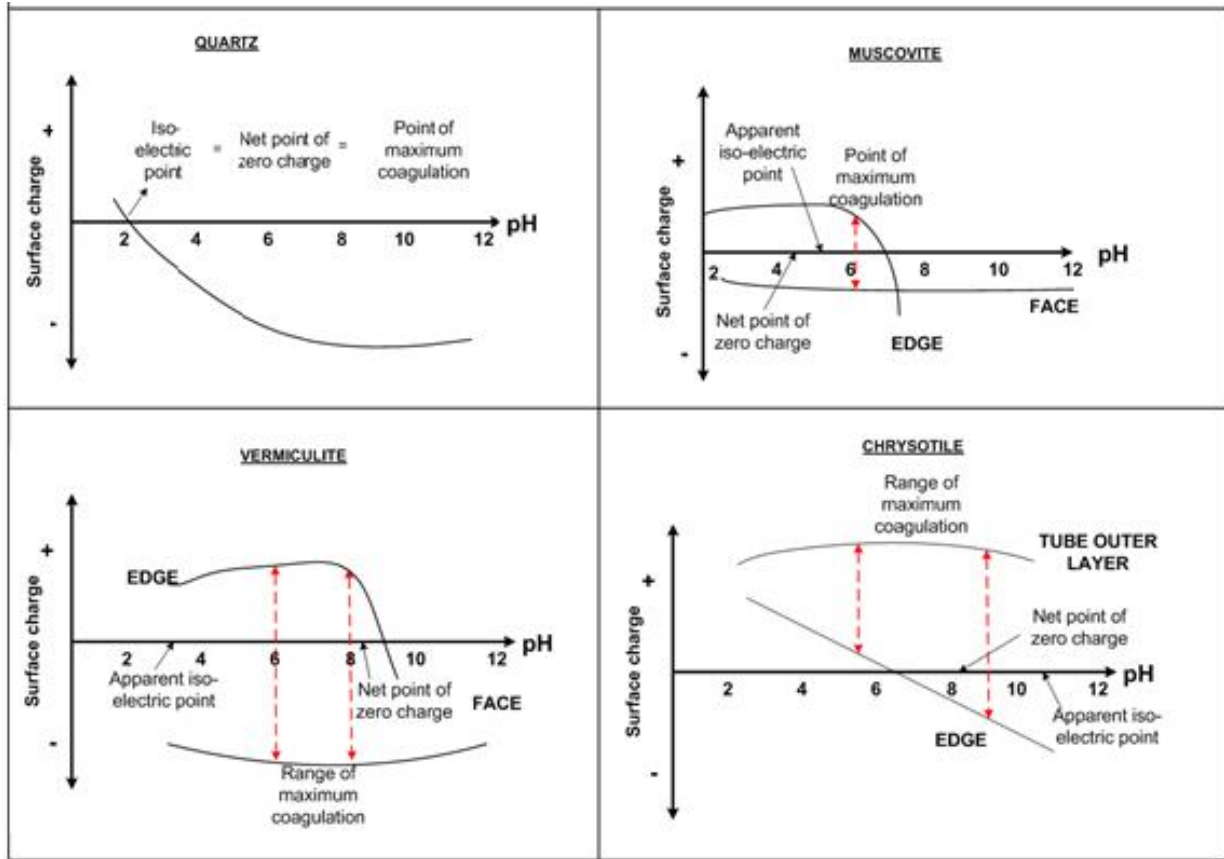 QUARTZ
+
Surface charge
-
Iso-
electric
point
=
Net point of
zero charge
=
Point of
maximum
coagulation
2 4 6 8 10 12
pH
MUSCOVITE
+
Surface charge
-
Apparent
iso-electric
point
Point of
maximum
coagulation
2 4 6 8 10 12
pH
Net point of
zero charge
FACE
EDGE
VERMICULITE
+
Surface charge
-
EDGE
2 4 6 8 10 12
pH
Apparent iso-
electric point
Net point of
zero charge
FACE
Range of
maximum
coagulation
CHRYSOTILE
Range of
maximum
coagulation
+
Surface charge
-
TUBE OUTER
LAYER
Net point of
zero charge
2 4 6 8 10 12
pH
EDGE
Apparent iso-
electric point